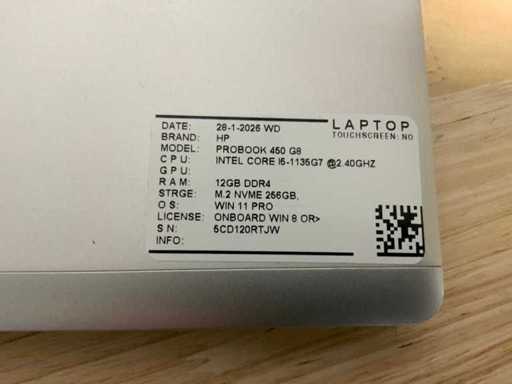 LAPTOP
TOUCHSCREEN: NO
DATE: 28-1-2026 WD
BRAND: HP
MODEL: PROBOOK 450 G8
CPU: INTEL CORE I5-1135G7 @2.40GHZ
GPU:
RAM: 12GB DDR4
STRGE: M.2 NVME 256GB,
OS: WIN 11 PRO
LICENSE: ONBOARD WIN 8 OR>
SN: 5CD120RTJW
INFO: